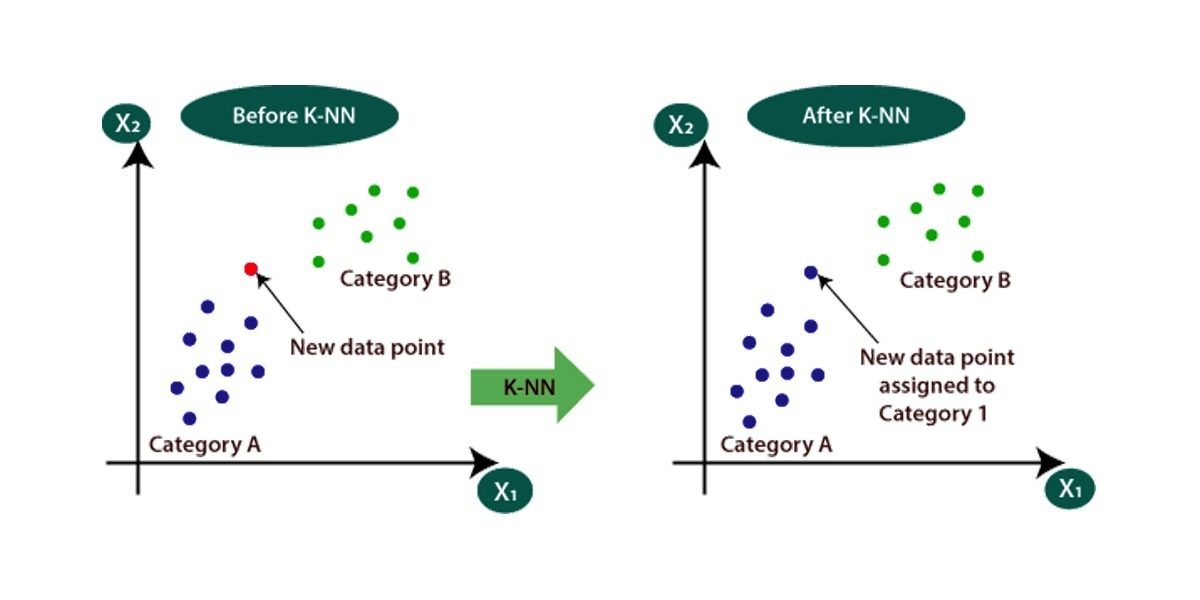 Before K-NN
X₂
Category B
New data point
Category A
X₁
K-NN
After K-NN
X₂
Category B
New data point
assigned to
Category 1
Category A
X₁